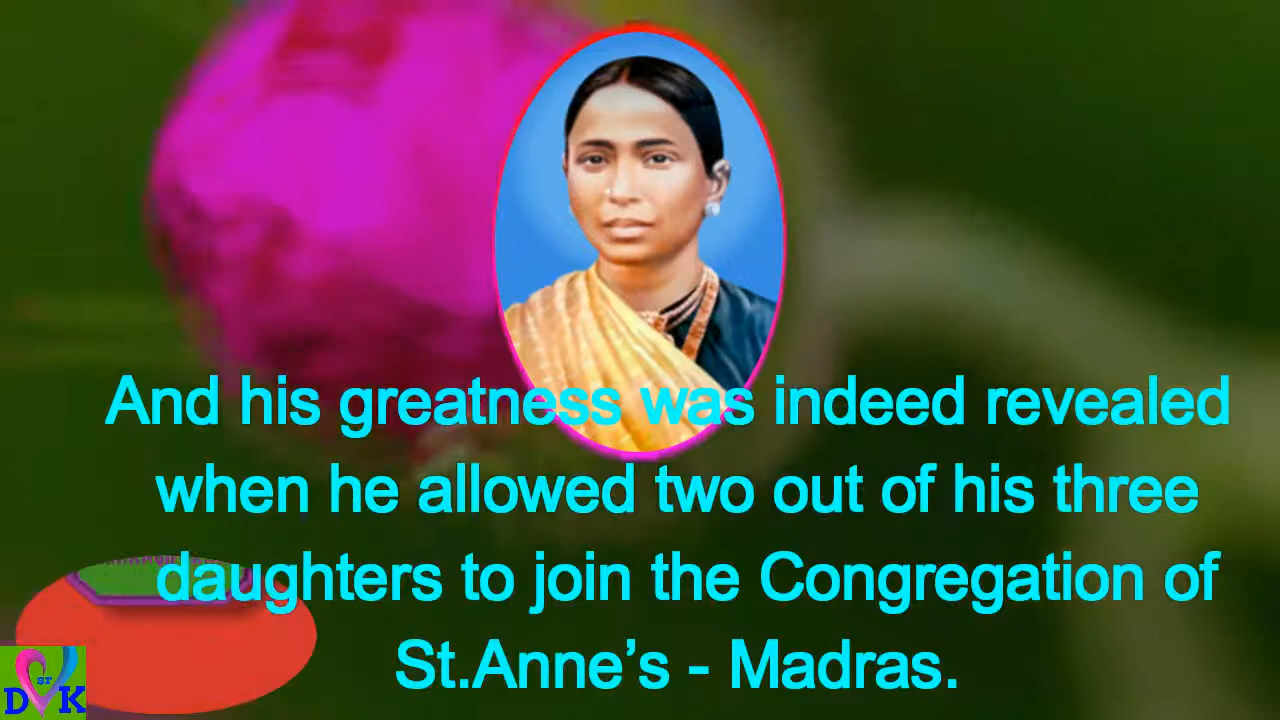 And his greatness was indeed revealed
when he allowed two out of his three
daughters to join the Congregation of
St.Anne’s - Madras.
ST
D K